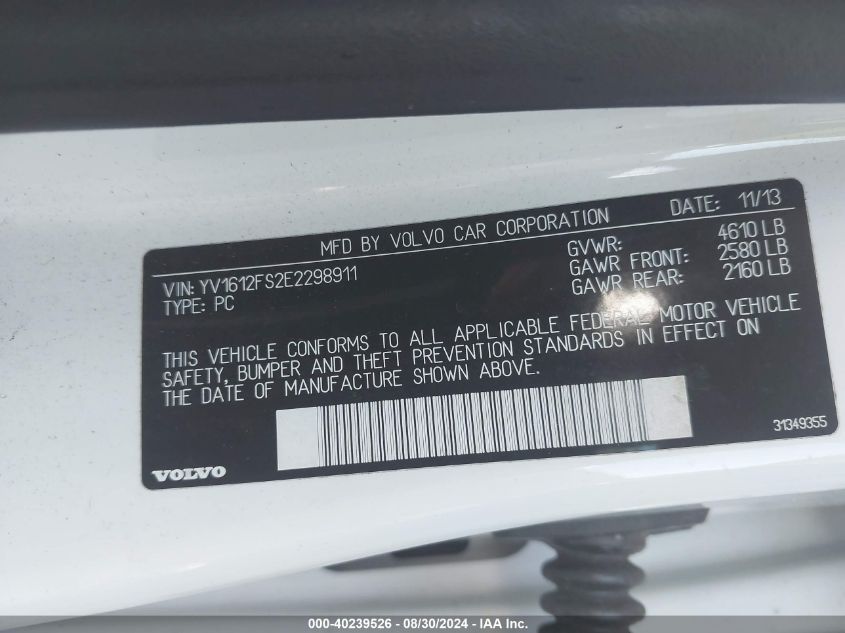 MFD BY VOLVO CAR CORPORATION DATE: 11/13
VIN: YV1612FS2E2298911
TYPE: PC
GVWR: 4610 LB
GAWR FRONT: 2580 LB
GAWR REAR: 2160 LB
THIS VEHICLE CONFORMS TO ALL APPLICABLE FEDERAL MOTOR VEHICLE
SAFETY, BUMPER AND THEFT PREVENTION STANDARDS IN EFFECT ON
THE DATE OF MANUFACTURE SHOWN ABOVE.
31349355
VOLVO
000-40239526 - 08/30/2024 - IAA Inc.